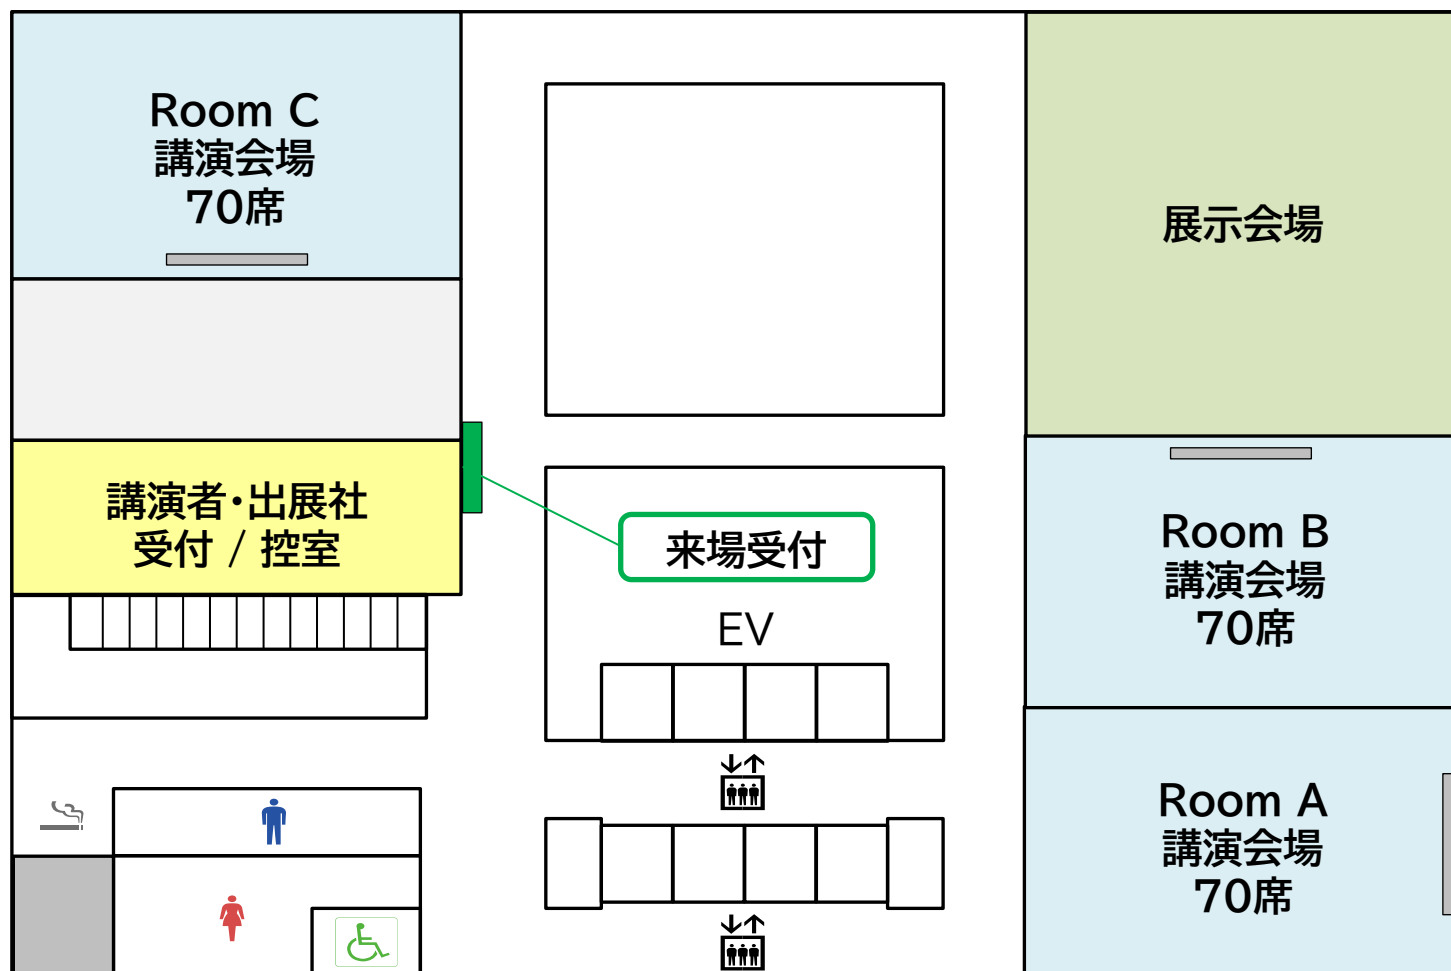 Room C
講演会場
70席
展示会場
講演者・出展社
受付 / 控室
来場受付
EV
Room B
講演会場
70席
Room A
講演会場
70席